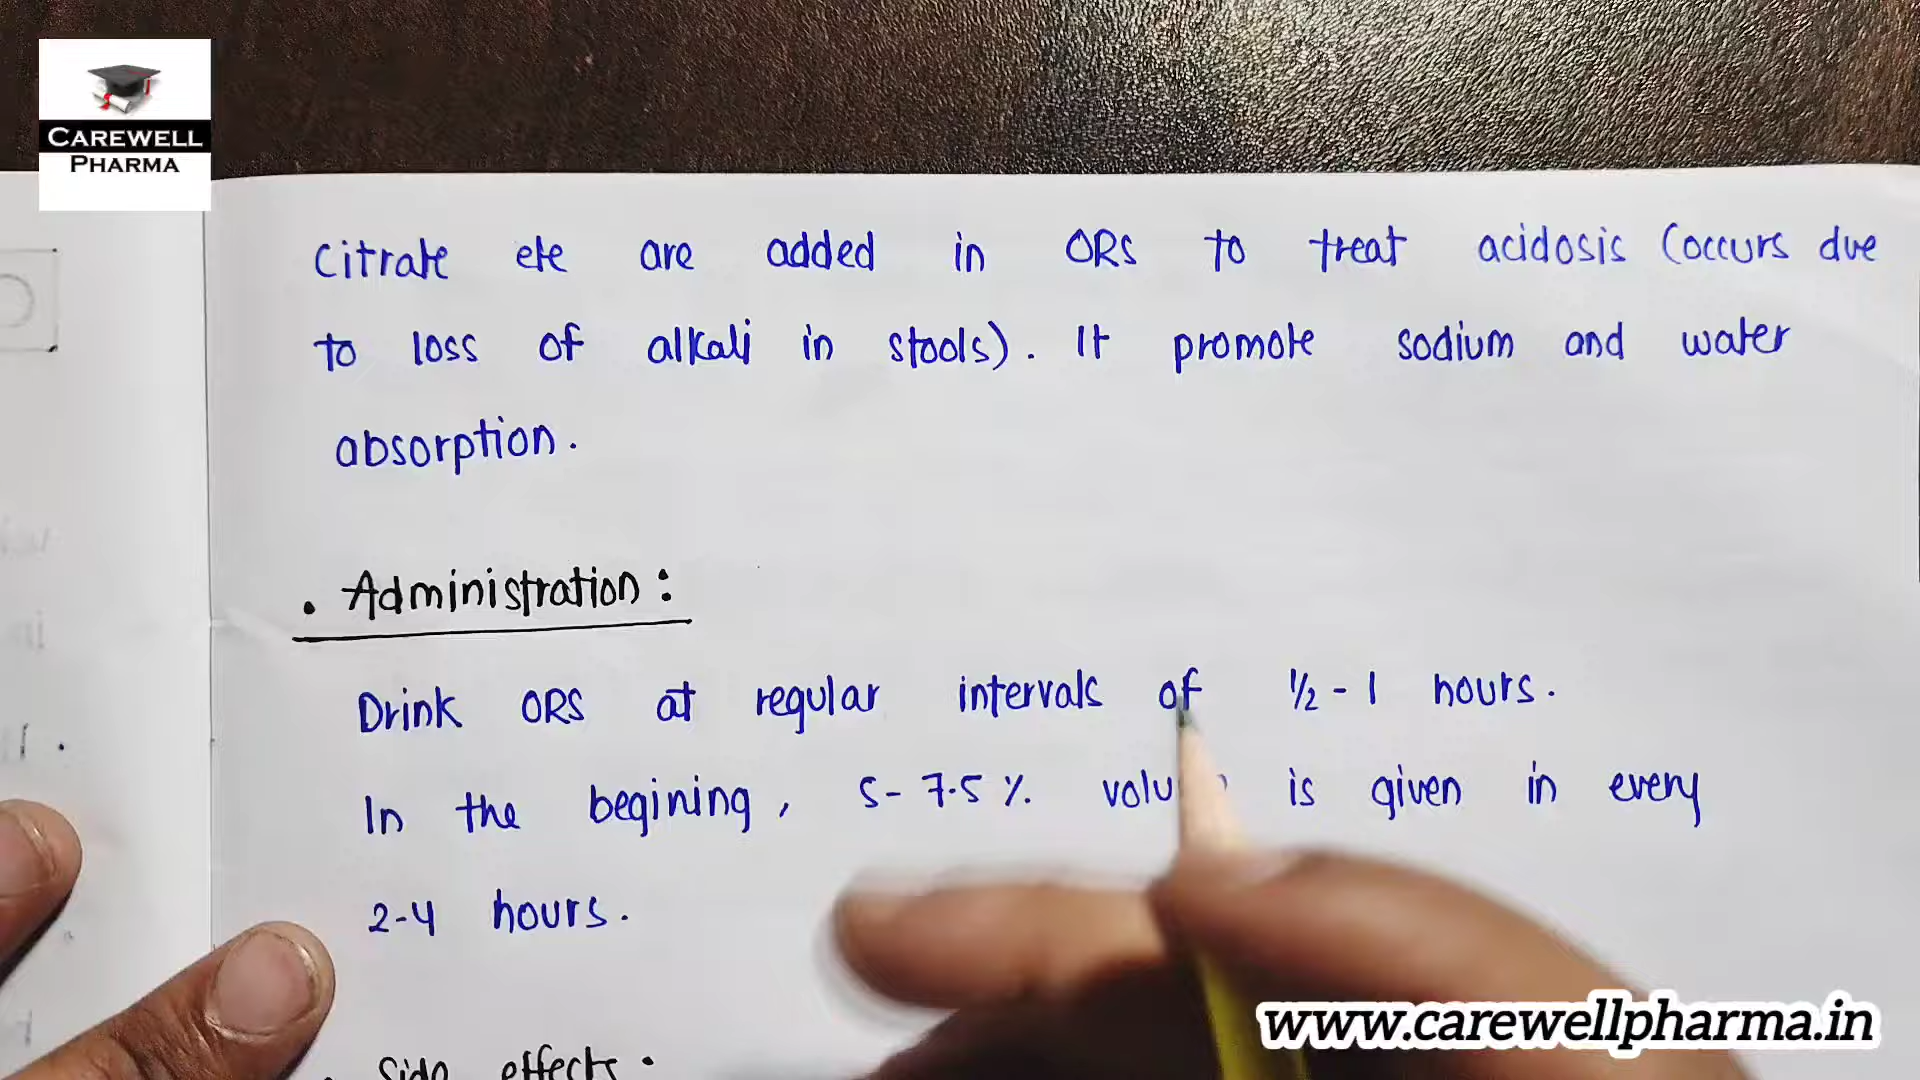 CAREWELL
PHARMA
citrate etc are added in ORS to treat acidosis (occurs due
to loss of alkali in stools). It promote sodium and water
absorption.
. Administration:
Drink ORS at regular intervals of ½ - 1 hours.
In the begining, 5-7.5% is given in every
2-4 hours.
. Side effects.
www.carewellpharma.in